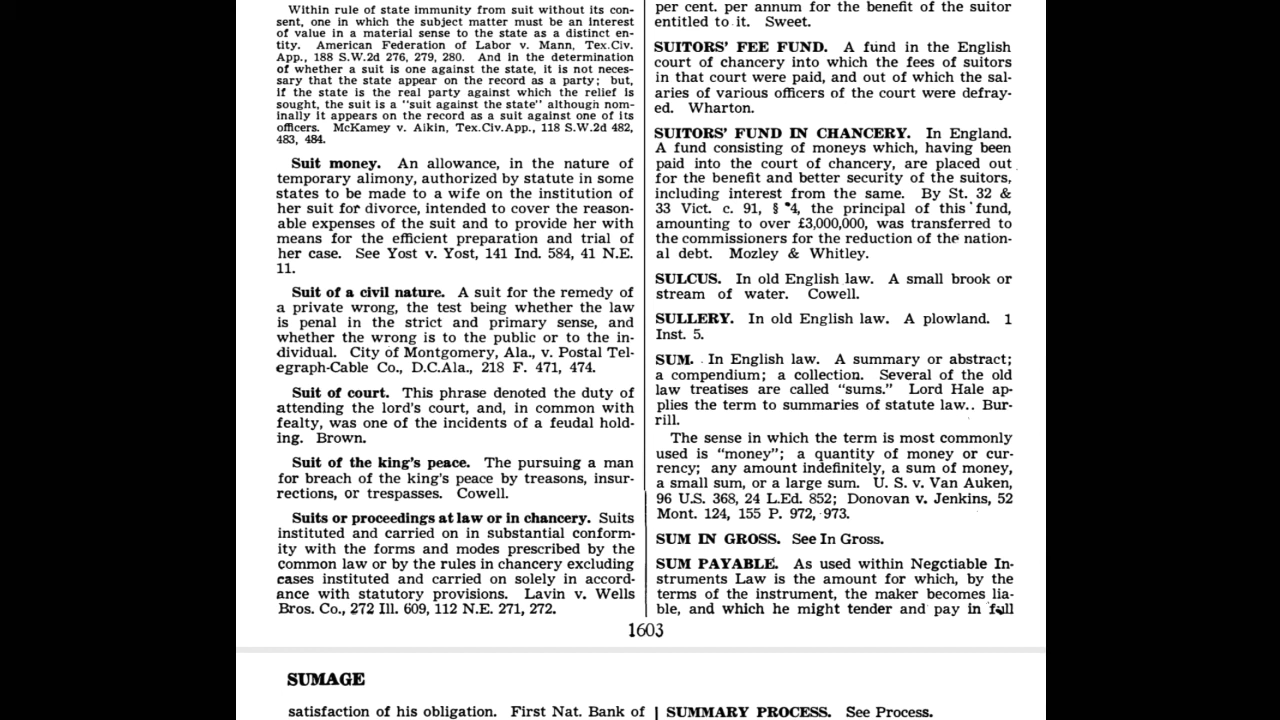 Within rule of state immunity from suit without its con-
sent, one in which the subject matter must be an interest
of value in a material sense to the state as a distinct en-
tity. American Federation of Labor v. Mann, Tex.Civ.
App., 188 S.W.2d 276, 279, 280. And in the determination
of whether a suit is one against the state, it is not neces-
sary that the state appear on the record as a party; but,
if the state is the real party against which the relief is
sought, the suit is a "suit against the state" although nom-
inally it appears on the record as a suit against one of its
officers. McKamey v. Aikin, Tex.Civ.App., 118 S.W.2d 482,
483, 484.
Suit money. An allowance, in the nature of
temporary alimony, authorized by statute in some
states to be made to a wife on the institution of
her suit for divorce, intended to cover the reason-
able expenses of the suit and to provide her with
means for the efficient preparation and trial of
her case. See Yost v. Yost, 141 Ind. 584, 41 N.E.
11.
Suit of a civil nature. A suit for the remedy of
a private wrong, the test being whether the law
is penal in the strict and primary sense, and
whether the wrong is to the public or to the in-
dividual. City of Montgomery, Ala., v. Postal Tel-
egraph-Cable Co., D.C.Ala., 218 F. 471, 474.
Suit of court. This phrase denoted the duty of
attending the lord's court, and, in common with
fealty, was one of the incidents of a feudal hold-
ing. Brown.
Suit of the king's peace. The pursuing a man
for breach of the king's peace by treasons, insur-
rections, or trespasses. Cowell.
Suits or proceedings at law or in chancery. Suits
instituted and carried on in substantial conform-
ity with the forms and modes prescribed by the
common law or by the rules in chancery excluding
cases instituted and carried on solely in accord-
ance with statutory provisions. Lavin v. Wells
Bros. Co., 272 Ill. 609, 112 N.E. 271, 272.
per cent. per annum for the benefit of the suitor
entitled to it. Sweet.
SUITORS' FEE FUND. A fund in the English
court of chancery into which the fees of suitors
in that court were paid, and out of which the sal-
aries of various officers of the court were defray-
ed. Wharton.
SUITORS' FUND IN CHANCERY. In England.
A fund consisting of moneys which, having been
paid into the court of chancery, are placed out
for the benefit and better security of the suitors,
including interest from the same. By St. 32 &
33 Vict. c. 91, § 4, the principal of this fund,
amounting to over £3,000,000, was transferred to
the commissioners for the reduction of the nation-
al debt. Mozley & Whitley.
SULCUS. In old English law. A small brook or
stream of water. Cowell.
SULLERY. In old English law. A plowland. 1
Inst. 5.
SUM. In English law. A summary or abstract;
a compendium; a collection. Several of the old
law treatises are called "sums." Lord Hale ap-
plies the term to summaries of statute law.. Bur-
rill.
The sense in which the term is most commonly
used is "money"; a quantity of money or cur-
rency; any amount indefinitely, a sum of money,
a small sum, or a large sum. U. S. v. Van Auken,
96 U.S. 368, 24 L.Ed. 852; Donovan v. Jenkins, 52
Mont. 124, 155 P. 972, 973.
SUM IN GROSS. See In Gross.
SUM PAYABLE. As used within Negotiable In-
struments Law is the amount for which, by the
terms of the instrument, the maker becomes lia-
ble, and which he might tender and pay in full
1603
SUMAGE
satisfaction of his obligation. First Nat. Bank of
SUMMARY PROCESS. See Process.